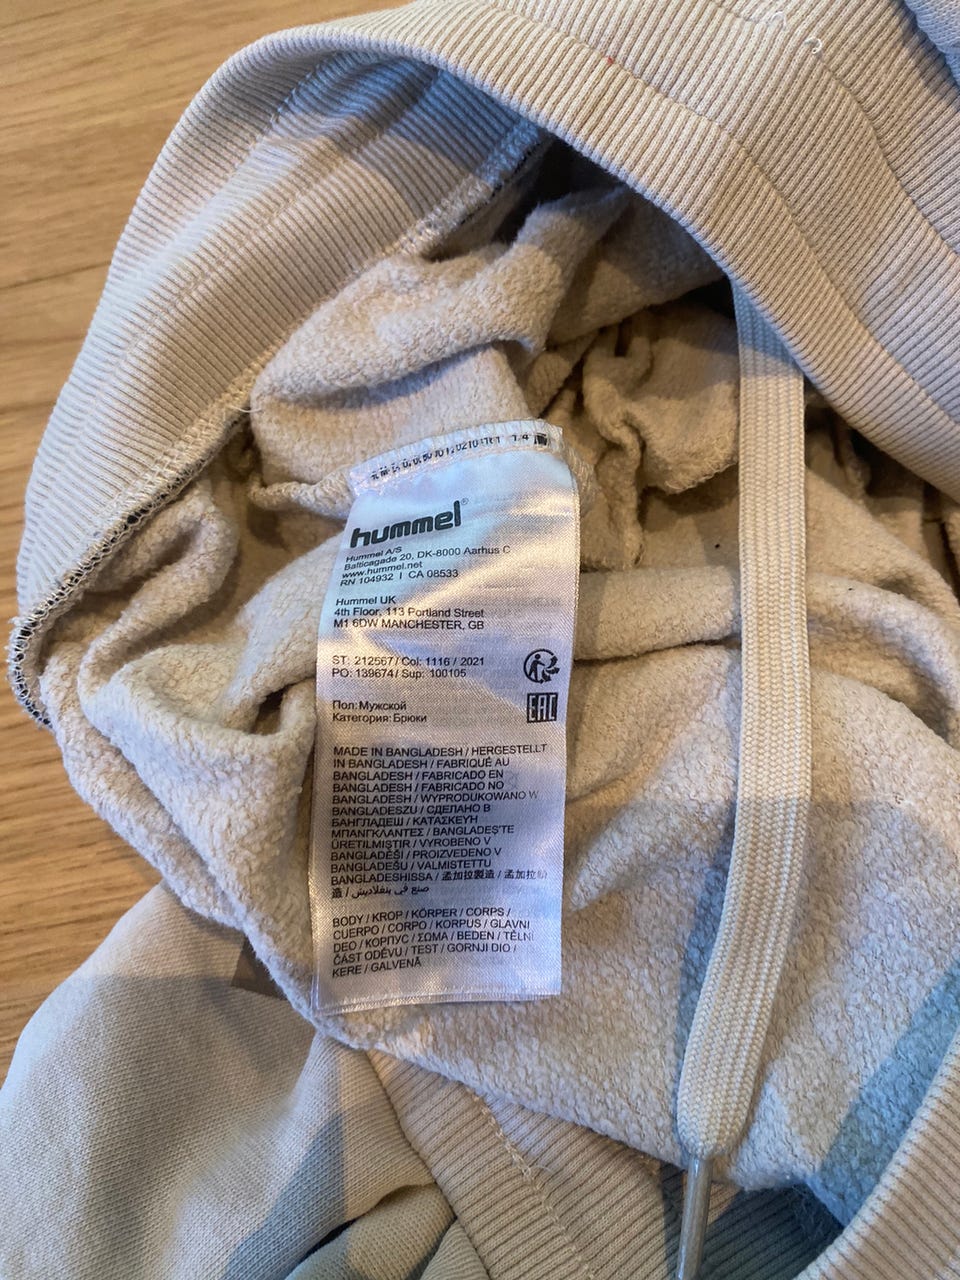 hummel®
Hummel A/S
Balticagade 20, DK-8000 Aarhus C
www.hummel.net
RN 104932 | CA 08533
Hummel UK
4th Floor, 113 Portland Street
M1 6DW MANCHESTER, GB
ST: 212567 / Col: 1116 / 2021
PO: 139674 / Sup: 100105
EAC
Пол: Мужской
Категория: Брюки
MADE IN BANGLADESH / HERGESTELLT
IN BANGLADESH / FABRIQUÉ AU
BANGLADESH / FABRICADO EN
BANGLADESH / FABRICADO NO
BANGLADESH / WYPRODUKOWANO W
BANGLADESZU / СДЕЛАНО В
БАНГЛАДЕШ / ΚΑΤΑΣΚΕΥΗ
ΜΠΑΝΓΚΛΑΝΤΕΣ / BANGLADEŞ'TE
ÜRETİLMİŞTİR / VYROBENO V
BANGLADÉŠI / PROIZVEDENO V
BANGLADEŠU / VALMISTETTU
BANGLADESHISSA / 孟加拉製造 / 孟加拉制
造 / صنع في بنغلاديش
BODY / KROP / KÖRPER / CORPS /
CUERPO / CORPO / KORPUS / GLAVNI
DEO / КОРПУС / ΣΩΜΑ / BEDEN / TĚLNÍ
ČÁST ODĚVU / TEST / GORNJI DIO /
KERE / GALVENĀ